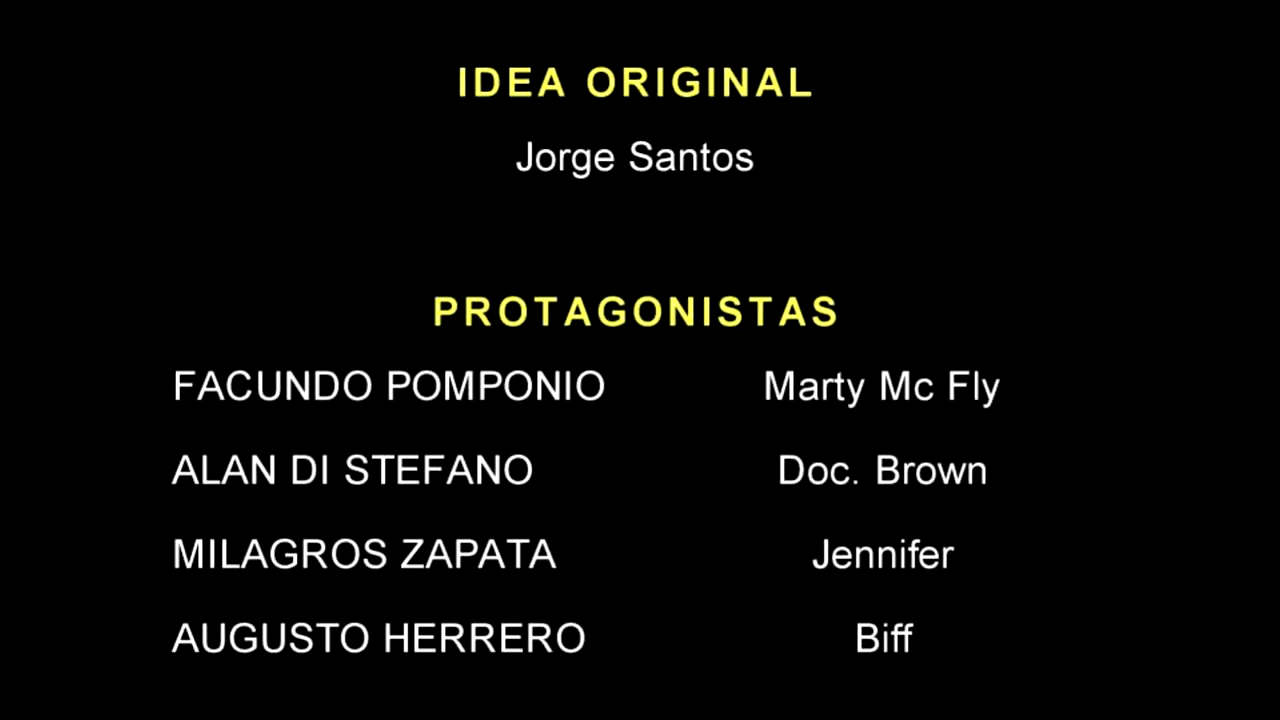 IDEA ORIGINAL
Jorge Santos
PROTAGONISTAS
FACUNDO POMPONIO Marty Mc Fly
ALAN DI STEFANO Doc. Brown
MILAGROS ZAPATA Jennifer
AUGUSTO HERRERO Biff